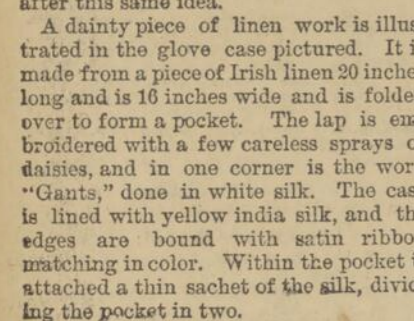 after this same idea.
A dainty piece of linen work is illus
trated in the glove case pictured. It i
made from a piece of Irish linen 20 inche
long and is 16 inches wide and is folde
over to form a pocket. The lap is em
broidered with a few careless sprays o
daisies, and in one corner is the wor
"Gants," done in white silk. The cas
is lined with yellow india silk, and th
edges are bound with satin ribbo
matching in color. Within the pocket i
attached a thin sachet of the silk, divid
ing the pocket in two.